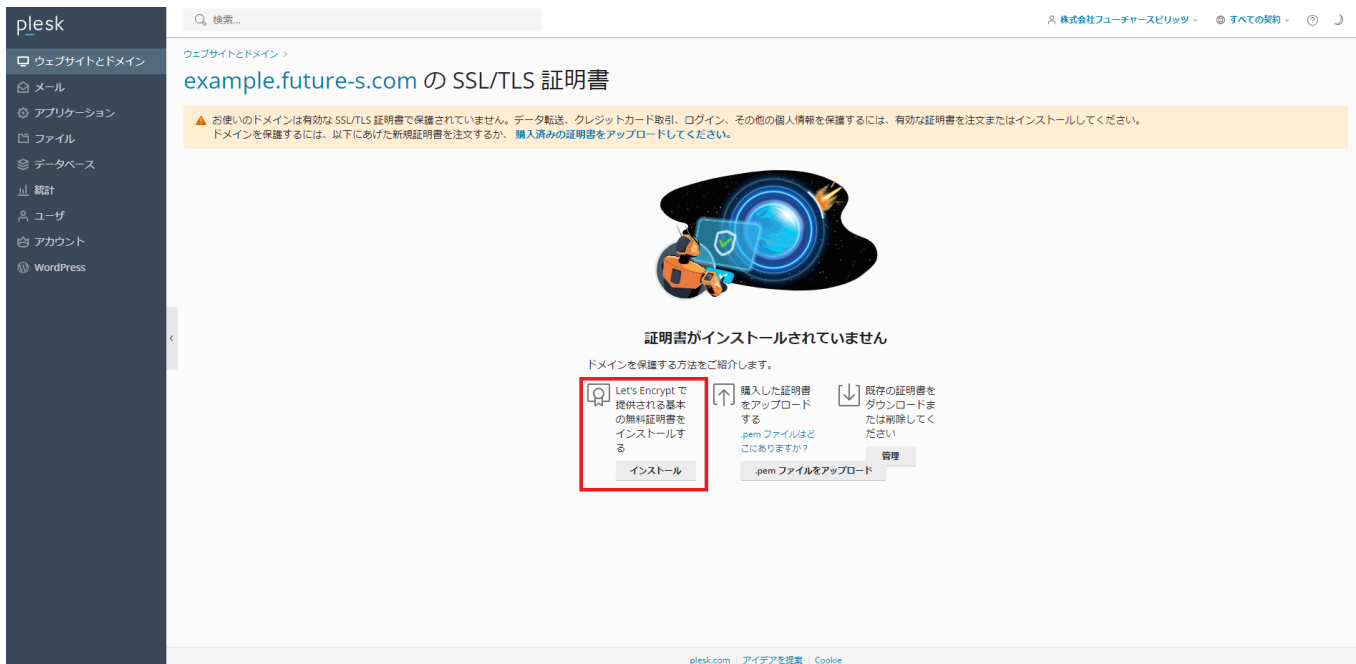 plesk
検索...
株式会社フューチャースピリッツ
すべての契約
ウェブサイトとドメイン
メール
アプリケーション
ファイル
データベース
統計
ユーザ
アカウント
WordPress
ウェブサイトとドメイン >
example.future-s.com の SSL/TLS 証明書
お使いのドメインは有効な SSL/TLS 証明書で保護されていません。データ転送、クレジットカード取引、ログイン、その他の個人情報を保護するには、有効な証明書を注文またはインストールしてください。
ドメインを保護するには、以下にあげた新規証明書を注文するか、 購入済みの証明書をアップロードしてください。
証明書がインストールされていません
ドメインを保護する方法をご紹介します。
Let's Encrypt で
提供される基本
の無料証明書を
インストールす
る
インストール
購入した証明書
をアップロード
する
.pem ファイルはど
こにありますか？
.pem ファイルをアップロード
既存の証明書を
ダウンロードま
たは削除してく
ださい
管理
plesk.com
アイデアを提案
Cookie